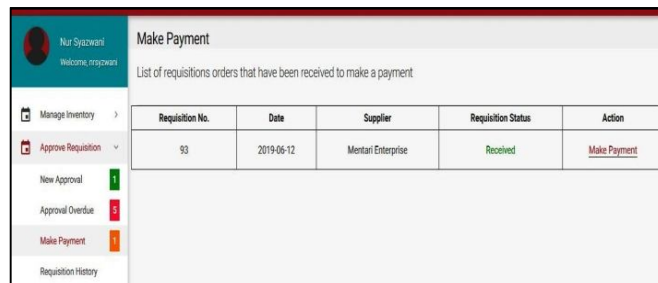 Nur Syazwani
Welcome, nrsyzwani
Manage Inventory
Approve Requisition
New Approval 1
Approval Overdue 5
Make Payment 1
Requisition History
Make Payment
List of requisitions orders that have been received to make a payment
Requisition No. Date Supplier Requisition Status Action
93 2019-06-12 Mentari Enterprise Received Make Payment